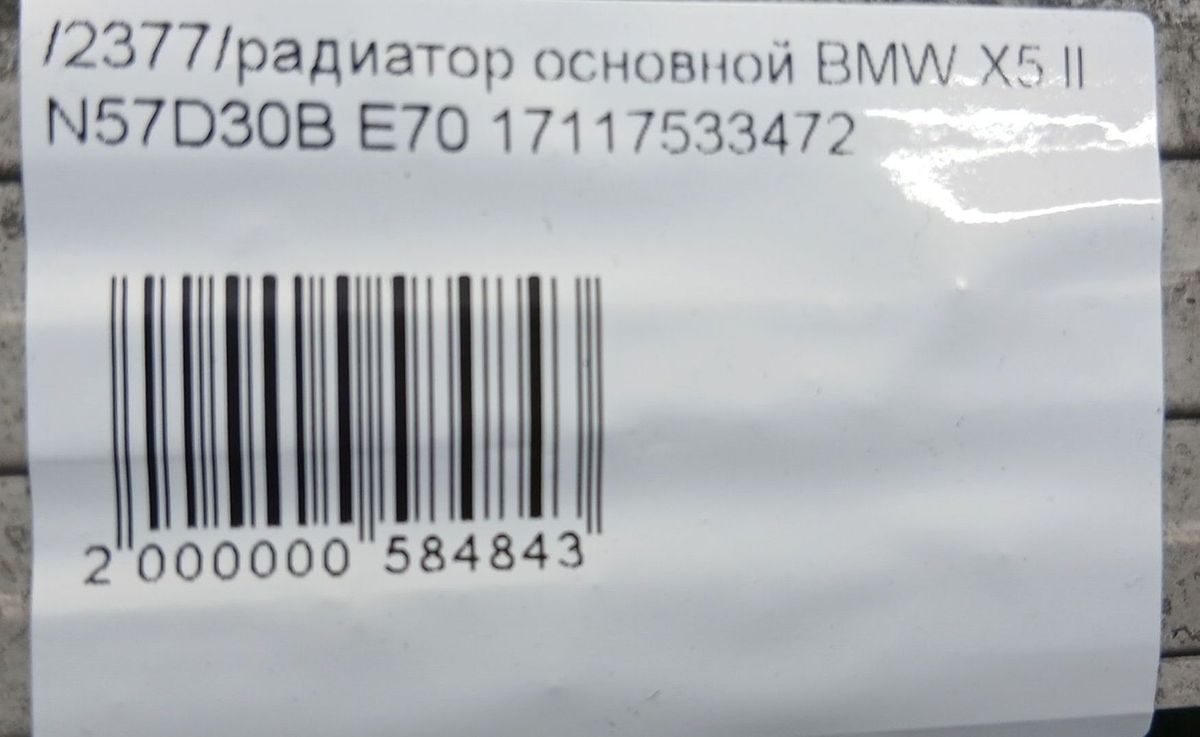 /2377/радиатор основной BMW X5 II
N57D30B E70 17117533472
2 000000 584843